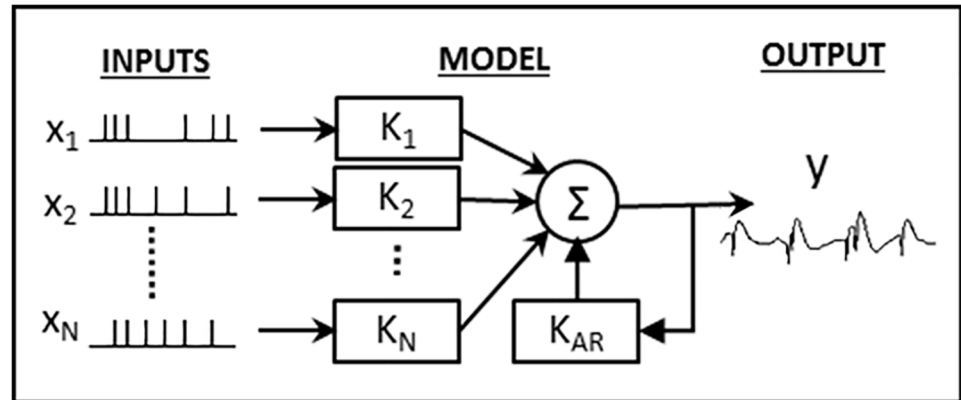 INPUTS MODEL OUTPUT
x1 K1
x2 K2 Σ y
xN KN KAR